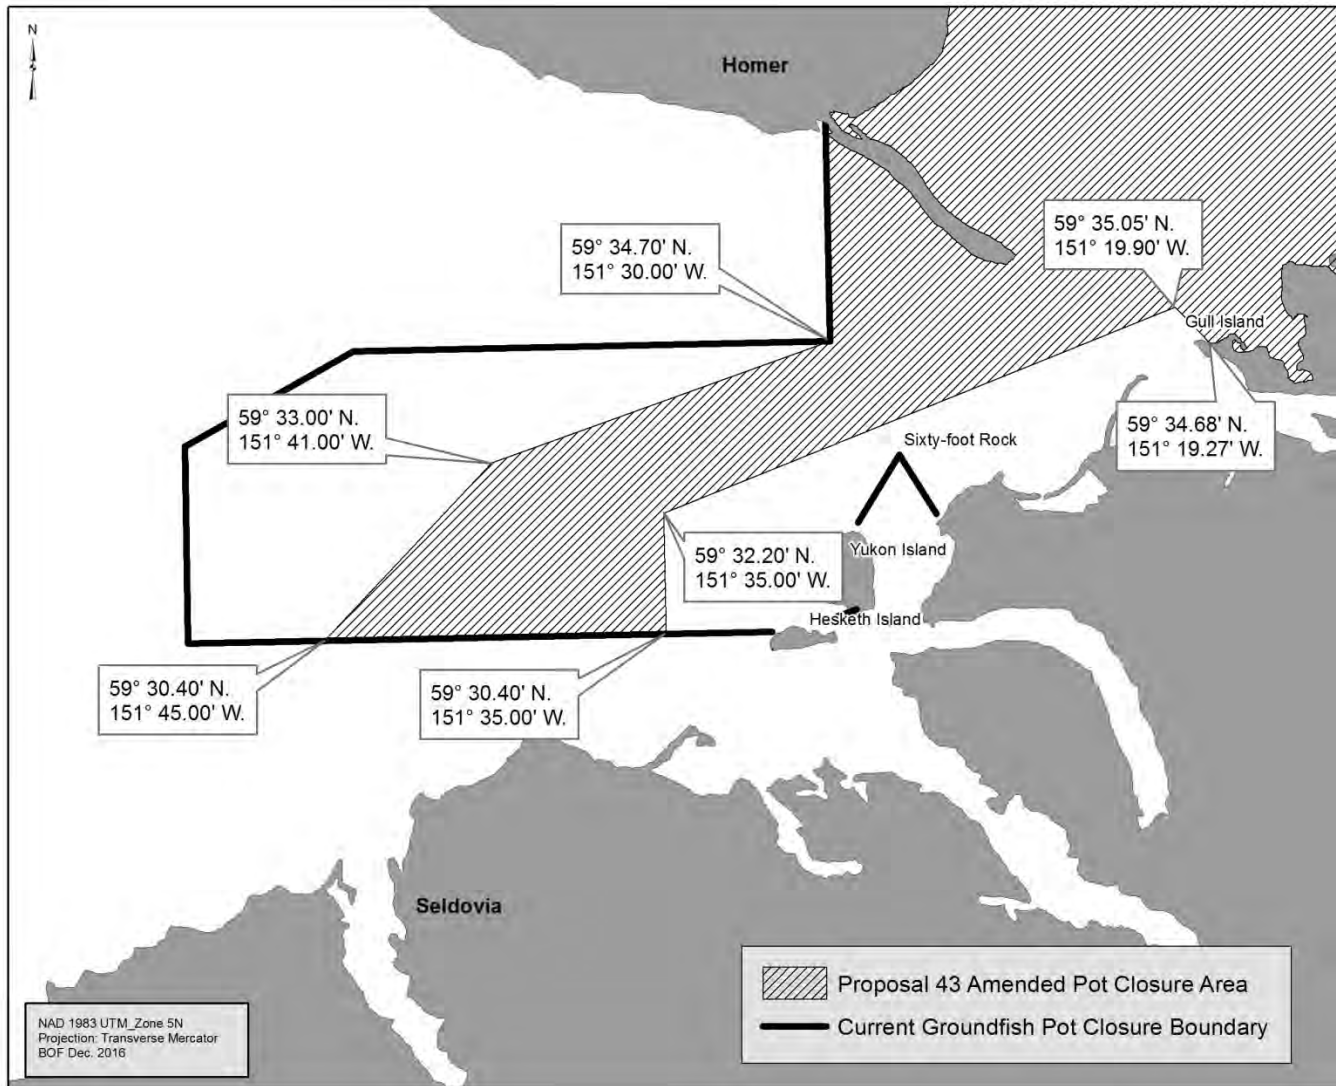 N
Homer
59° 34.70' N.
151° 30.00' W.
59° 35.05' N.
151° 19.90' W.
Gull Island
59° 33.00' N.
151° 41.00' W.
59° 34.68' N.
151° 19.27' W.
Sixty-foot Rock
59° 32.20' N.
151° 35.00' W.
Yukon Island
Hesketh Island
59° 30.40' N.
151° 45.00' W.
59° 30.40' N.
151° 35.00' W.
Seldovia
Proposal 43 Amended Pot Closure Area
Current Groundfish Pot Closure Boundary
NAD 1983 UTM_Zone 5N
Projection: Transverse Mercator
BOF Dec. 2016